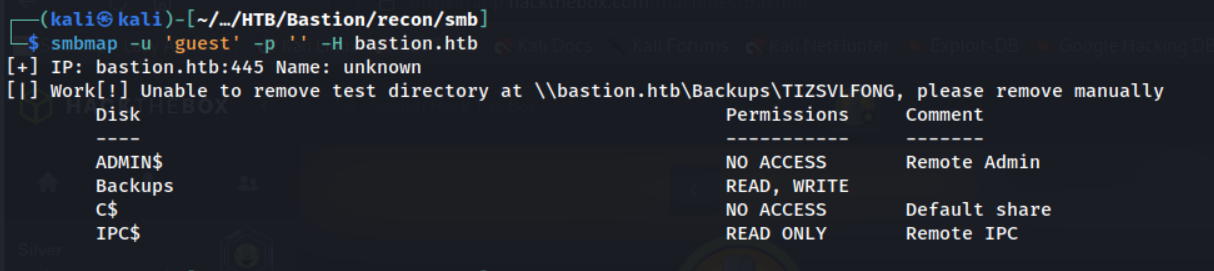 ┌──(kali㉿kali)-[~/…/HTB/Bastion/recon/smb]
└─$ smbmap -u 'guest' -p '' -H bastion.htb
[+] IP: bastion.htb:445 Name: unknown
[|] Work[!] Unable to remove test directory at \\bastion.htb\Backups\TIZSVLFONG, please remove manually
Disk Permissions Comment
---- ----------- -------
ADMIN$ NO ACCESS Remote Admin
Backups READ, WRITE
C$ NO ACCESS Default share
IPC$ READ ONLY Remote IPC
Silver